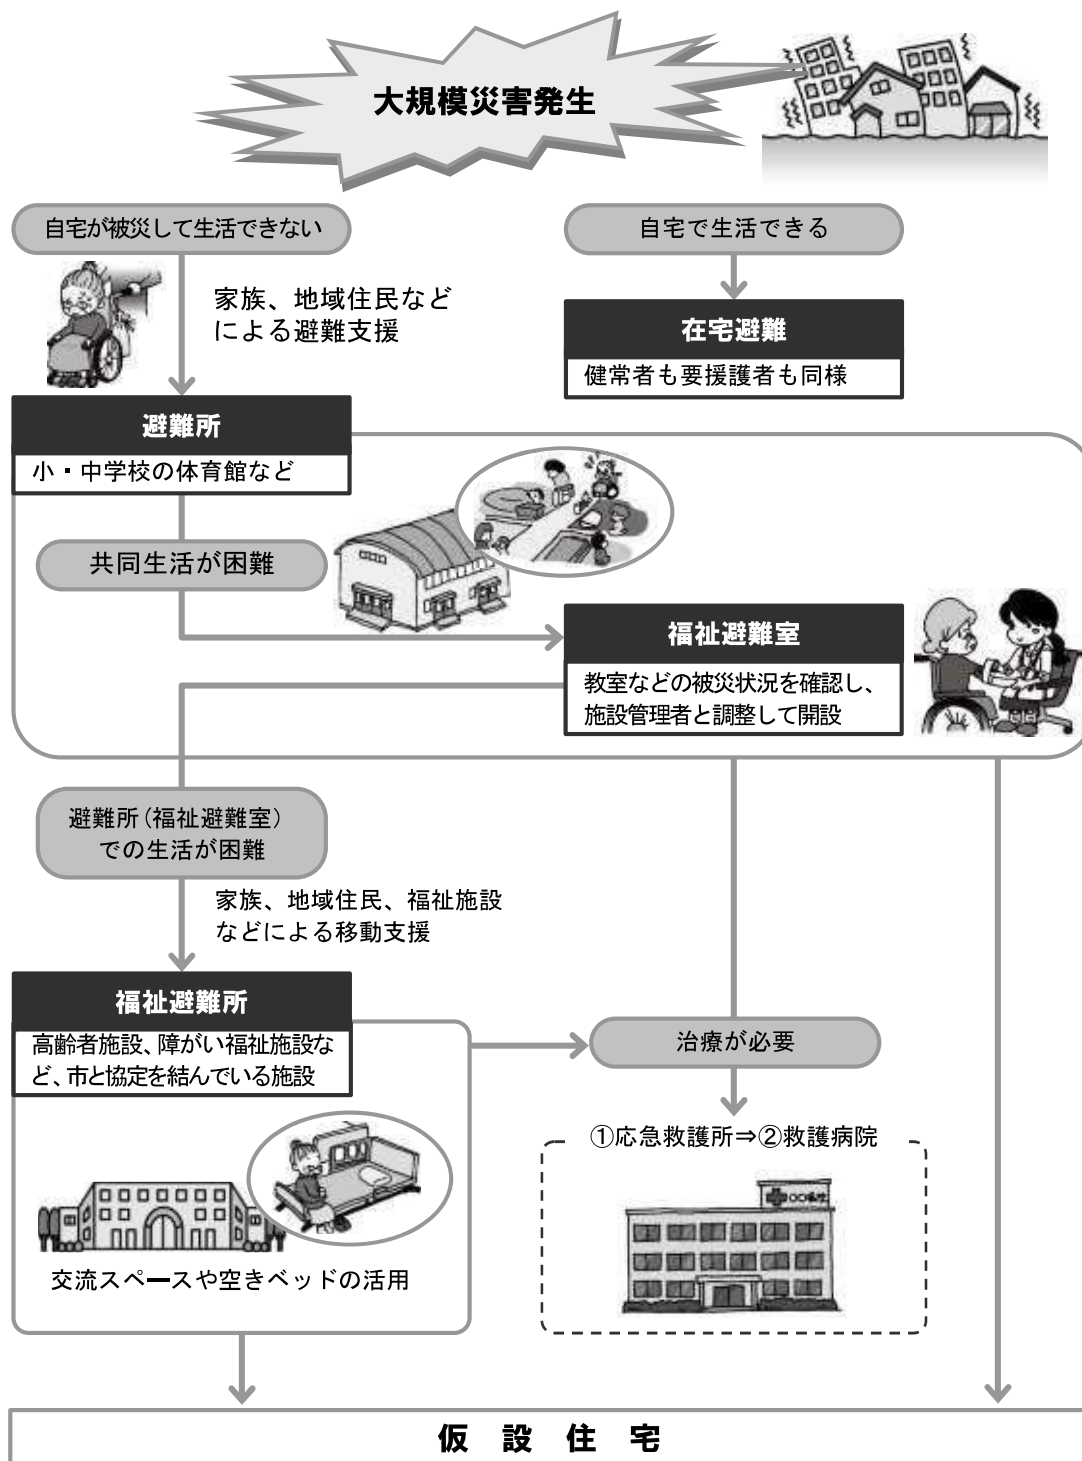 大規模災害発生
自宅が被災して生活できない
自宅で生活できる
家族、地域住民など
による避難支援
在宅避難
健常者も要援護者も同様
避難所
小・中学校の体育館など
共同生活が困難
福祉避難室
教室などの被災状況を確認し、
施設管理者と調整して開設
避難所（福祉避難室）
での生活が困難
家族、地域住民、福祉施設
などによる移動支援
福祉避難所
高齢者施設、障がい福祉施設な
ど、市と協定を結んでいる施設
治療が必要
①応急救護所⇒②救護病院
○○病院
交流スペースや空きベッドの活用
仮設住宅